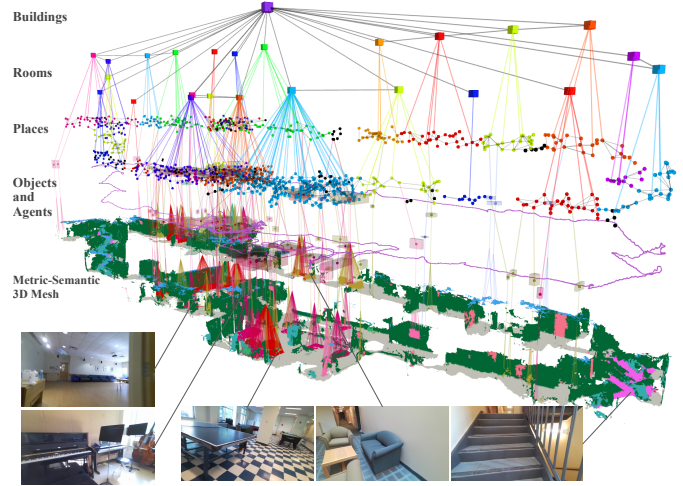 Buildings
Rooms
Places
Objects
and
Agents
Metric-Semantic
3D Mesh